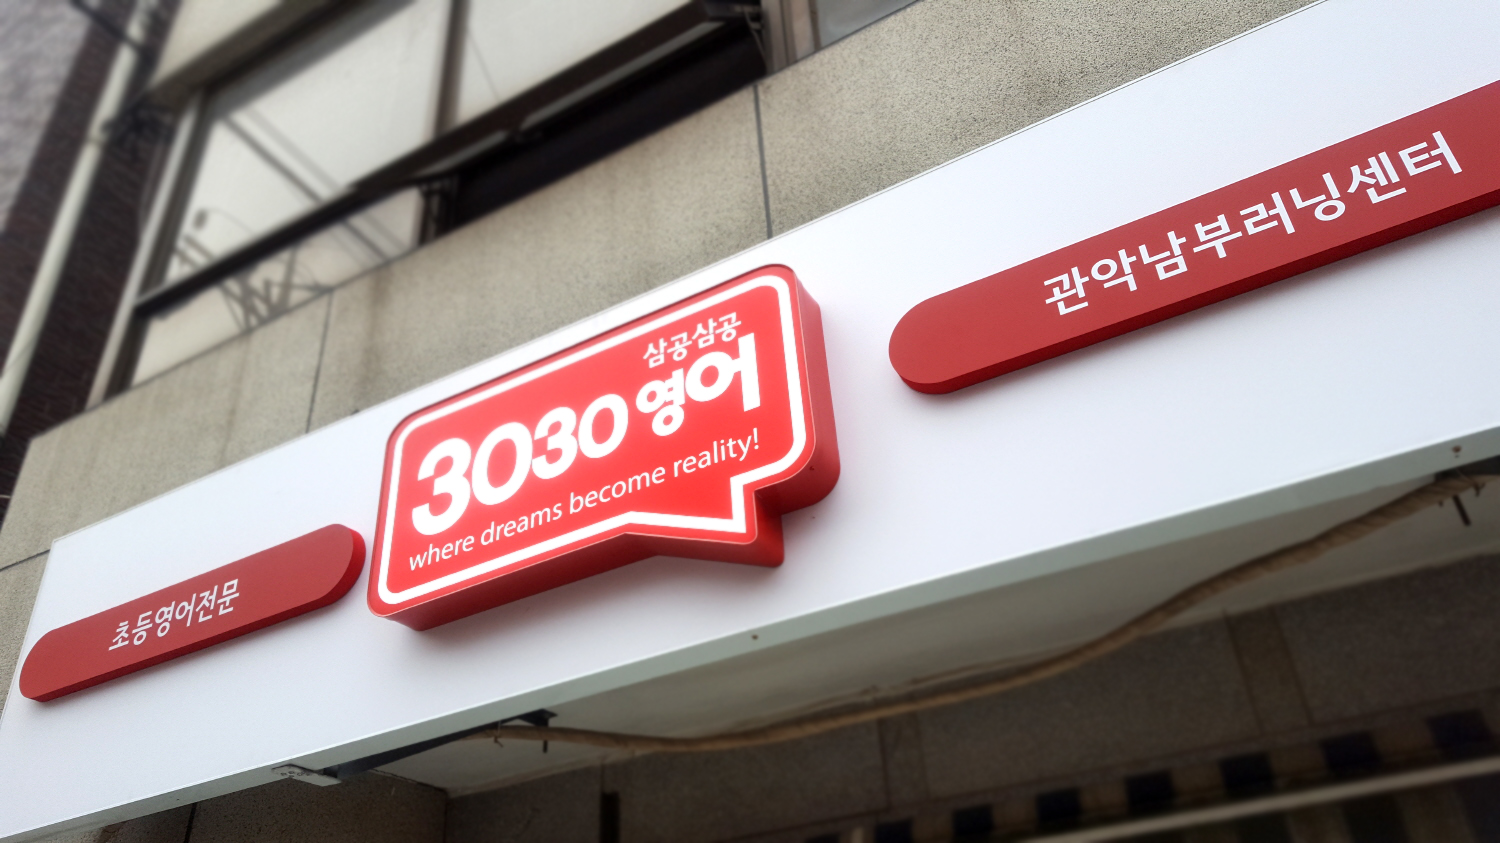 초등영어전문
삼공삼공
3030 영어
where dreams become reality!
관악남부러닝센터